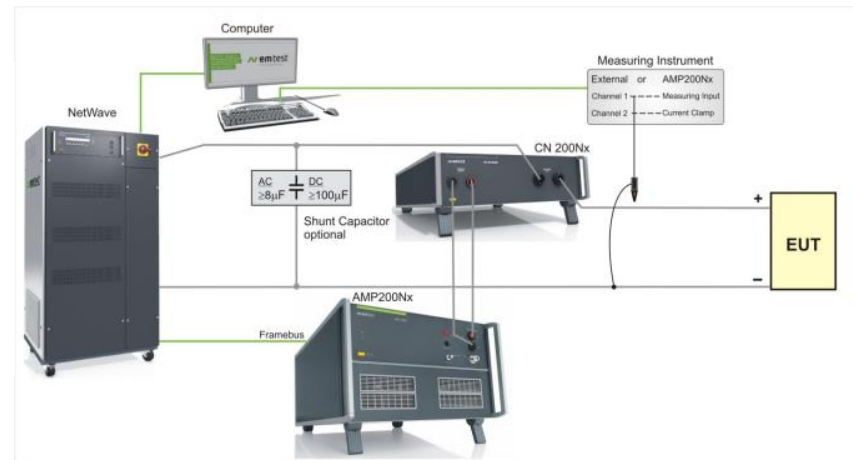 Computer
emtest
Measuring Instrument
External or AMP200Nx
Channel 1 Measuring Input
Channel 2 Current Clamp
NetWave
CN 200Nx
AC DC
≥8µF ≥100µF
Shunt Capacitor
optional
+
EUT
−
AMP200Nx
Framebus